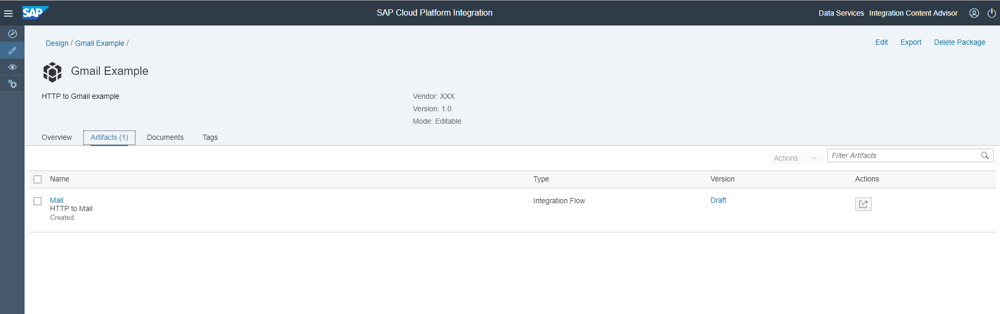 SAP
SAP Cloud Platform Integration
Data Services Integration Content Advisor
Design / Gmail Example /
Edit Export Delete Package
Gmail Example
HTTP to Gmail example
Vendor: XXX
Version: 1.0
Mode: Editable
Overview Artifacts (1) Documents Tags
Actions Filter Artifacts
Name Type Version Actions
Mail Integration Flow Draft
HTTP to Mail
Created